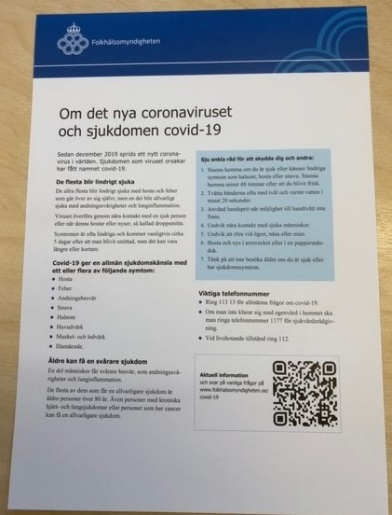 Folkhälsomyndigheten
Om det nya coronaviruset
och sjukdomen covid-19
Sedan december 2019 sprids ett nytt corona-
virus i världen. Sjukdomen som viruset orsakar
har fått namnet covid-19.
De flesta blir lindrigt sjuka
De allra flesta blir lindrigt sjuka med hosta och feber
som går över av sig självt, men en del blir allvarligt
sjuka med andningsbesvär och lunginflammation.
Viruset överförs genom nära kontakt med en sjuk person
eller när denna hostar eller nyser, så kallad droppsmitta.
Symtomen är ofta lindriga och kommer vanligtvis cirka
5 dagar efter att man blivit smittad, men det kan vara
längre eller kortare.
Covid-19 ger en allmän sjukdomskänsla med
ett eller flera av följande symtom:
Hosta
Feber
Andningsbesvär
Snuva
Halsont
Huvudvärk
Muskel- och ledvärk
Illamående.
Äldre kan få en svårare sjukdom
En del människor får svårare besvär, som andningssvå-
righeter och lunginflammation.
De flesta av dem som får en allvarligare sjukdom är
äldre personer över 80 år. Även personer med kroniska
hjärt- och lungsjukdomar eller personer som har cancer
kan få en allvarligare sjukdom.
Sju enkla råd för att skydda dig och andra:
1. Stanna hemma om du är sjuk eller känner lindriga
symtom som halsont, hosta eller snuva. Stanna
hemma minst 48 timmar efter att du blivit frisk.
2. Tvätta händerna ofta med tvål och varmt vatten i
minst 20 sekunder.
3. Använd handsprit när möjlighet till handtvätt inte
finns.
4. Undvik nära kontakt med sjuka människor.
5. Undvik att röra vid ögon, näsa eller mun.
6. Hosta och nys i armvecket eller i en pappersnäs-
duk.
7. Tänk på att inte besöka äldre om du är sjuk eller
har sjukdomssymtom.
Viktiga telefonnummer
Ring 113 13 för allmänna frågor om covid-19.
Om man inte klarar sig med egenvård i hemmet ska
man ringa telefonnummer 1177 för sjukvårdsrådgiv-
ning.
Vid livshotande tillstånd ring 112.
Aktuell information
och svar på vanliga frågor på
www.folkhalsomyndigheten.se/
covid-19